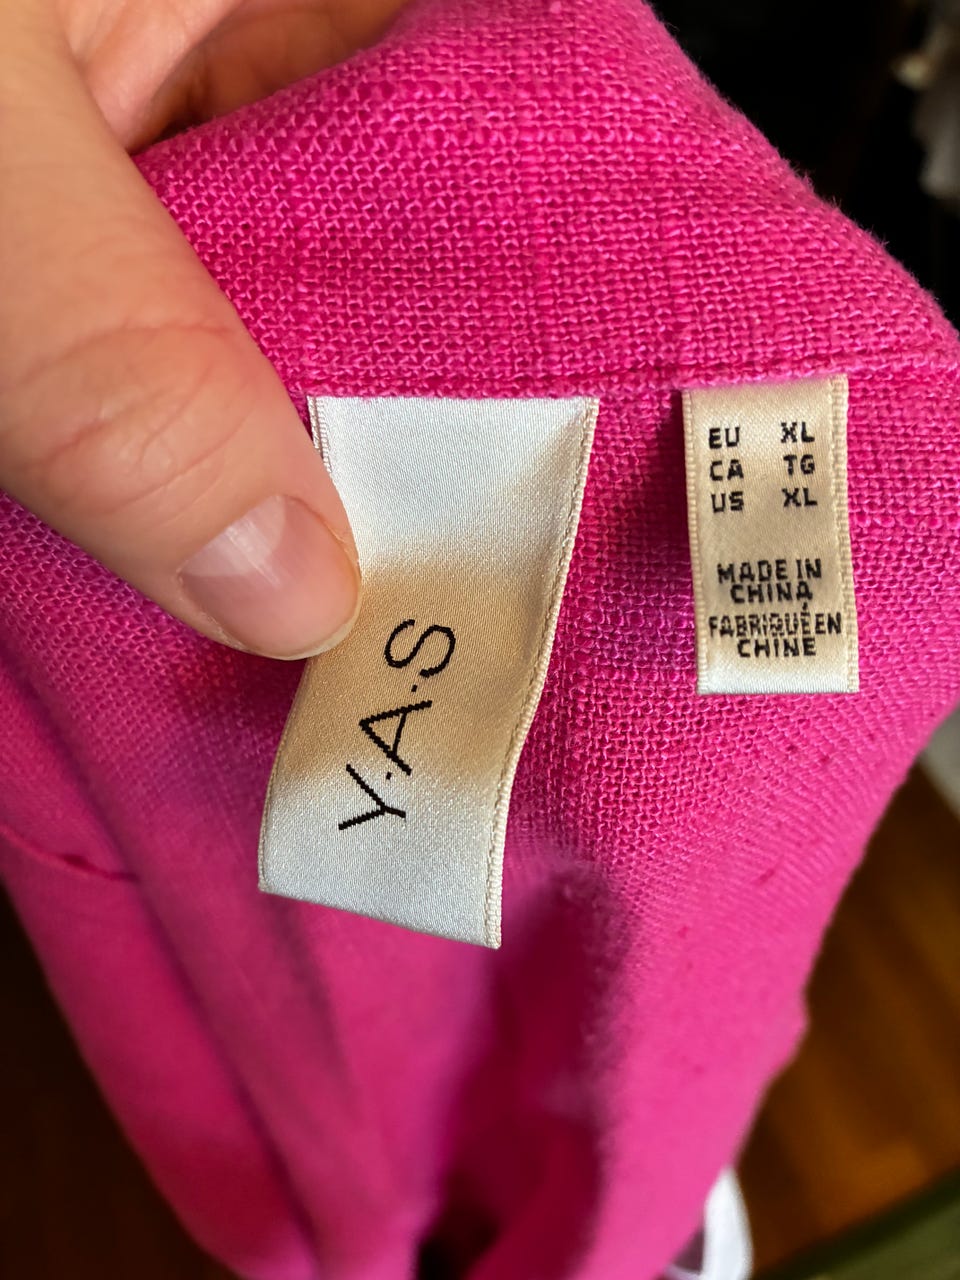 Y.A.S
EU XL
CA TG
US XL
MADE IN
CHINA
FABRIQUÉ EN
CHINE